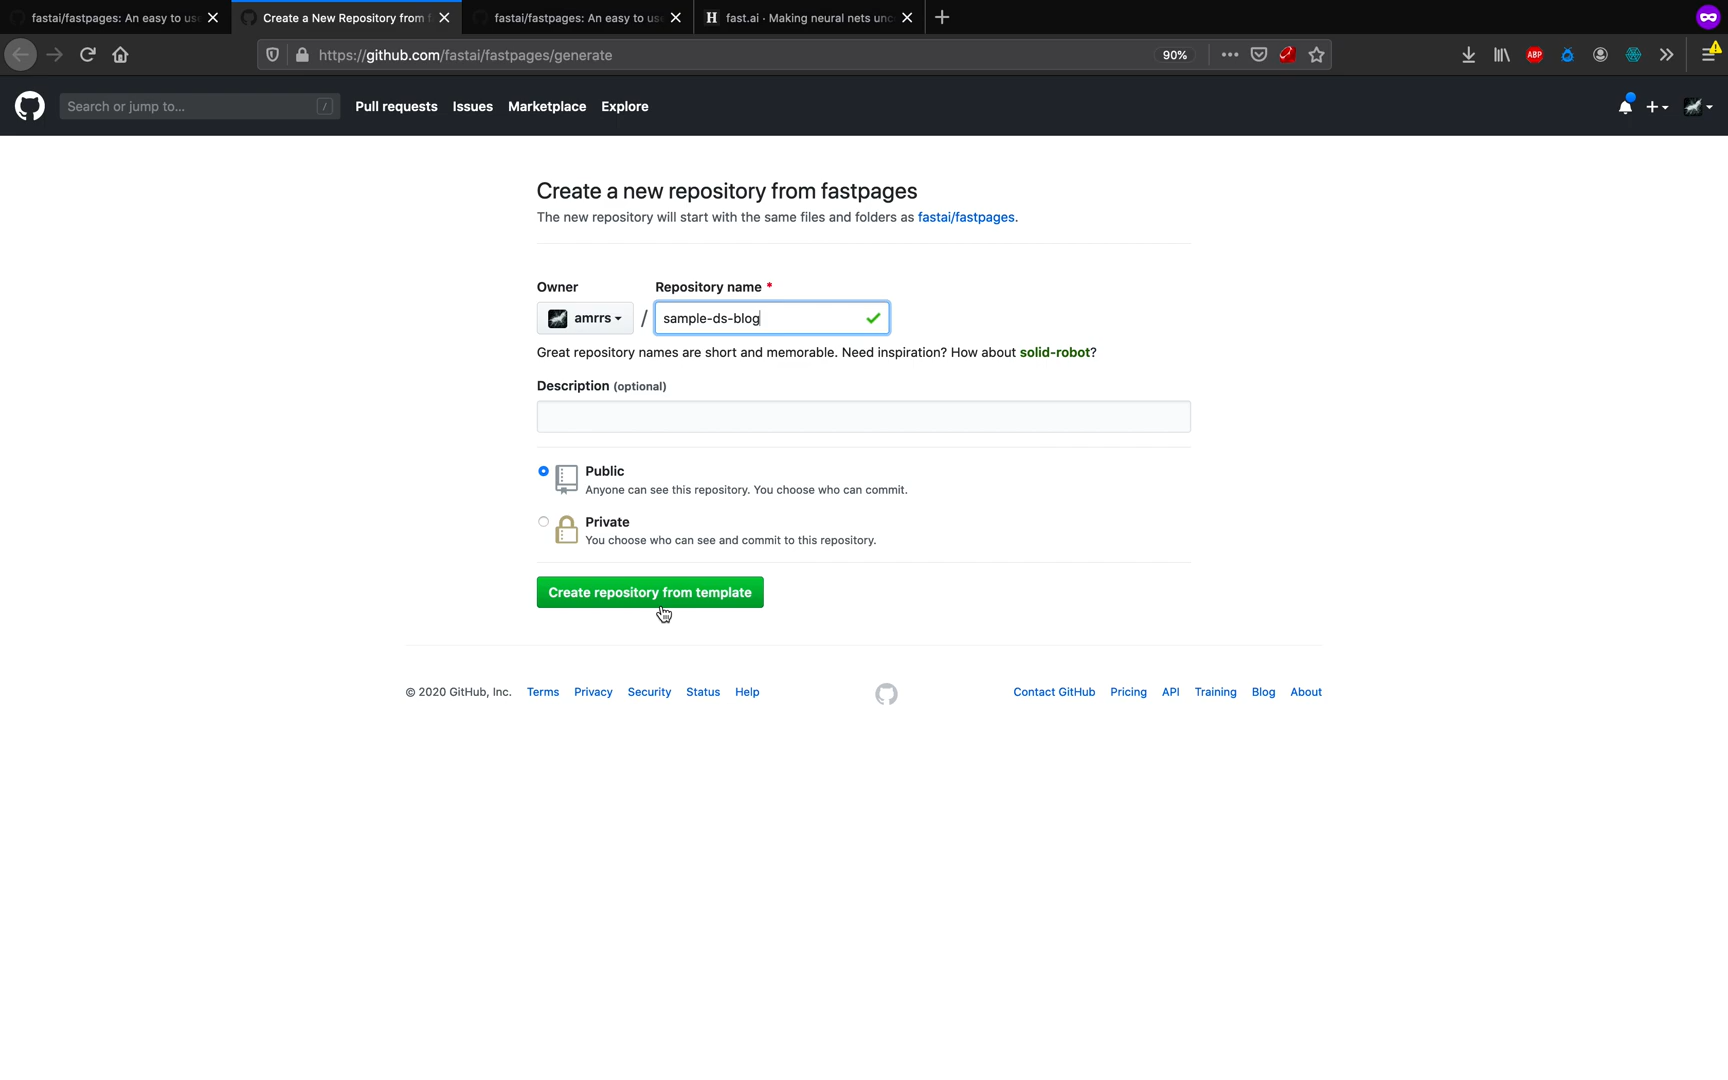 fastai/fastpages: An easy to us
Create a New Repository from f
fastai/fastpages: An easy to us
H fast.ai · Making neural nets unc
https://github.com/fastai/fastpages/generate
90%
ABP
Search or jump to...
/
Pull requests Issues Marketplace Explore
Create a new repository from fastpages
The new repository will start with the same files and folders as fastai/fastpages.
Owner
Repository name *
amrrs
/
sample-ds-blog
Great repository names are short and memorable. Need inspiration? How about solid-robot?
Description (optional)
Public
Anyone can see this repository. You choose who can commit.
Private
You choose who can see and commit to this repository.
Create repository from template
© 2020 GitHub, Inc. Terms Privacy Security Status Help
Contact GitHub Pricing API Training Blog About